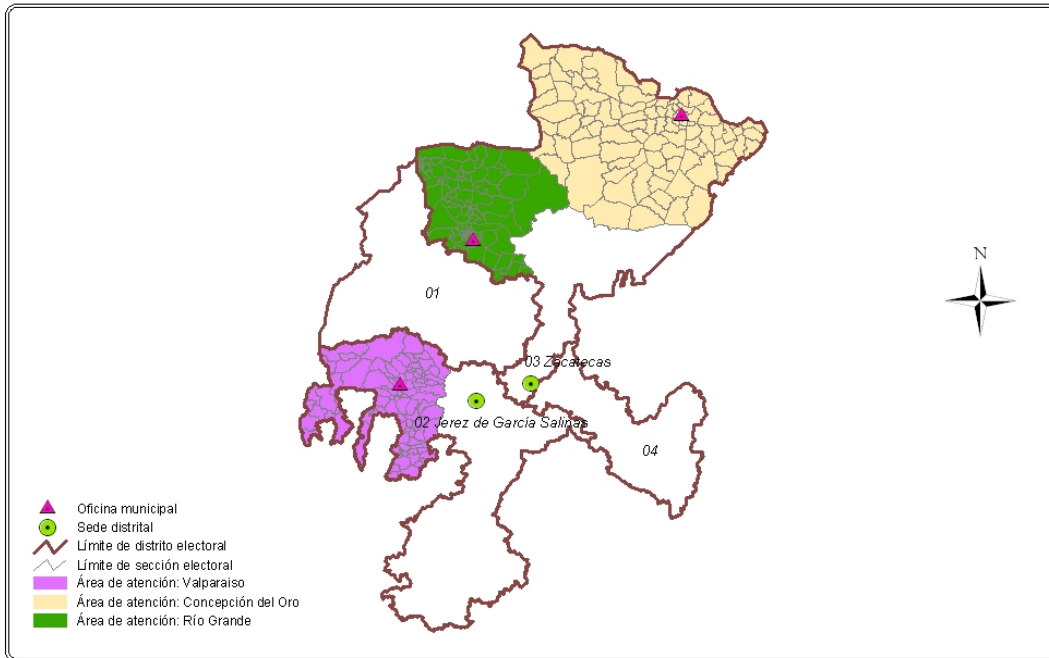 N
01
03 Zacatecas
02 Jerez de García Salinas
04
Oficina municipal
Sede distrital
Límite de distrito electoral
Límite de sección electoral
Área de atención: Valparaiso
Área de atención: Concepción del Oro
Área de atención: Río Grande